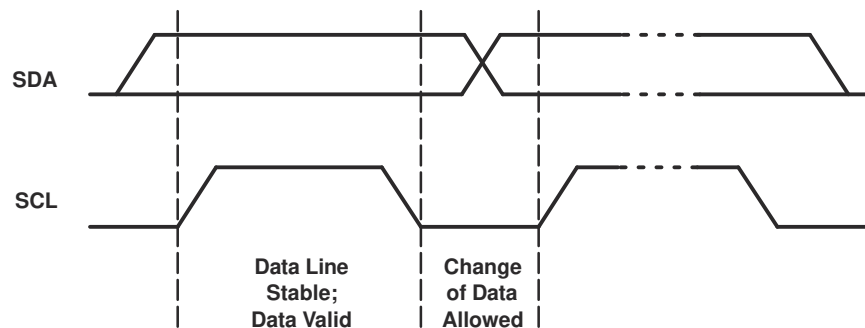 SDA
SCL
Data Line
Stable;
Data Valid
Change
of Data
Allowed